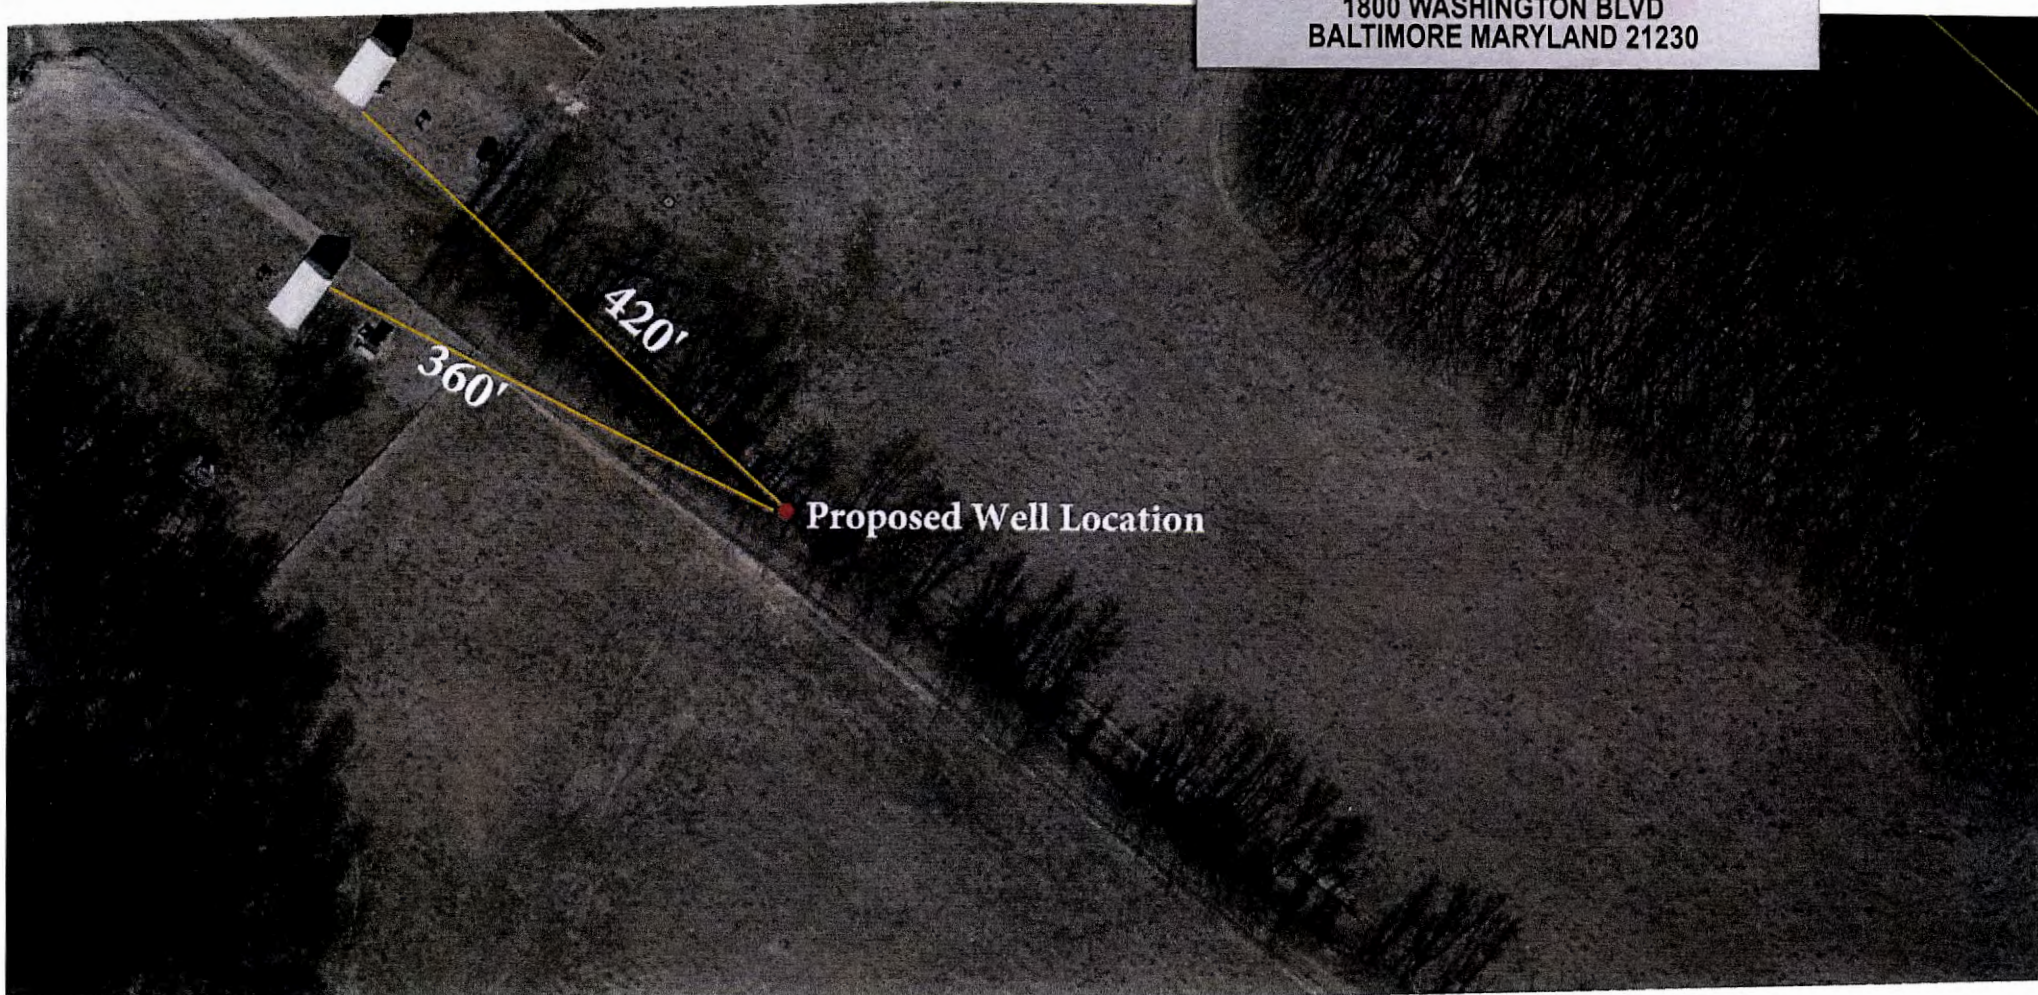 1800 WASHINGTON BLVD
BALTIMORE MARYLAND 21230
420'
360'
Proposed Well Location